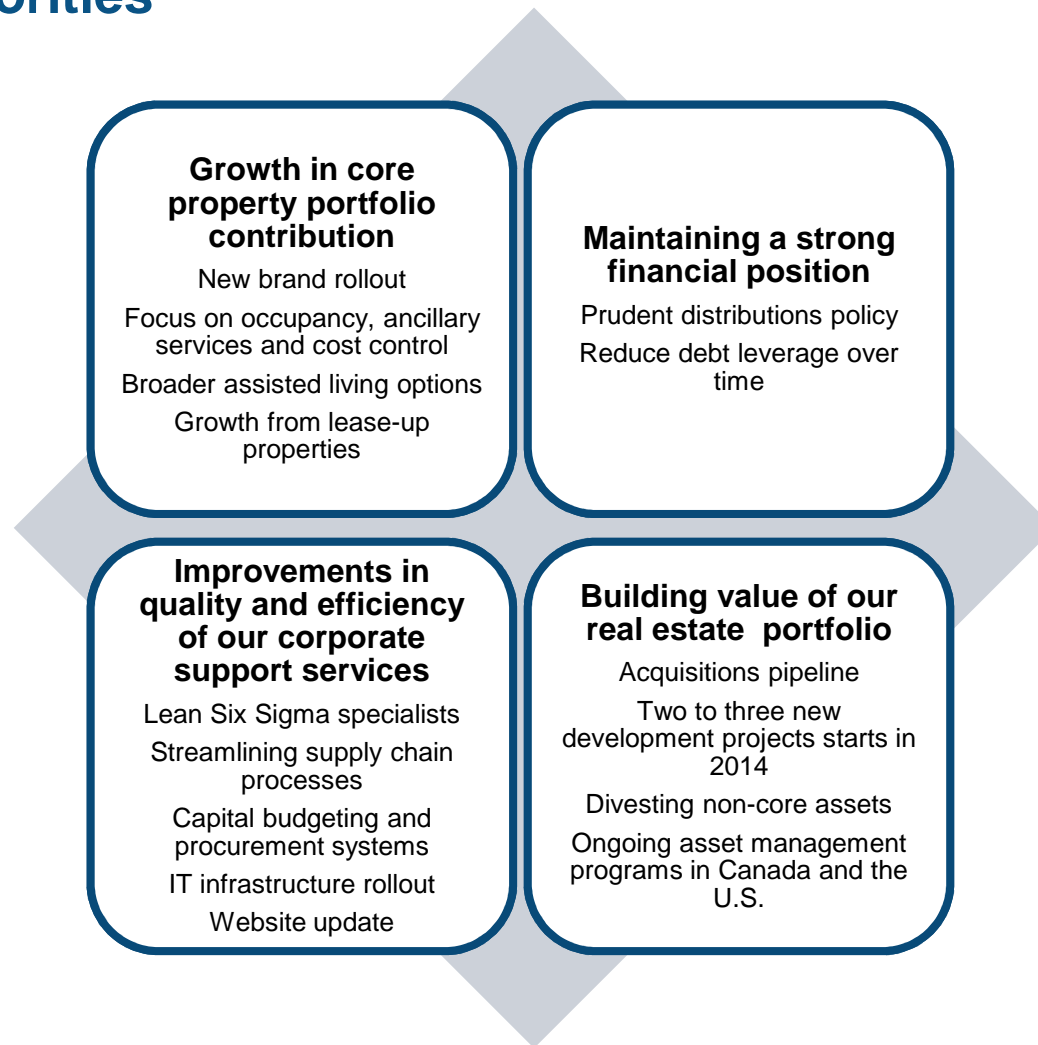 Growth in core
property portfolio
contribution
New brand rollout
Focus on occupancy, ancillary
services and cost control
Broader assisted living options
Growth from lease-up
properties
Maintaining a strong
financial position
Prudent distributions policy
Reduce debt leverage over
time
Improvements in
quality and efficiency
of our corporate
support services
Lean Six Sigma specialists
Streamlining supply chain
processes
Capital budgeting and
procurement systems
IT infrastructure rollout
Website update
Building value of our
real estate  portfolio
Acquisitions pipeline
Two to three new
development projects starts in
2014
Divesting non-core assets
Ongoing asset management
programs in Canada and the
U.S.